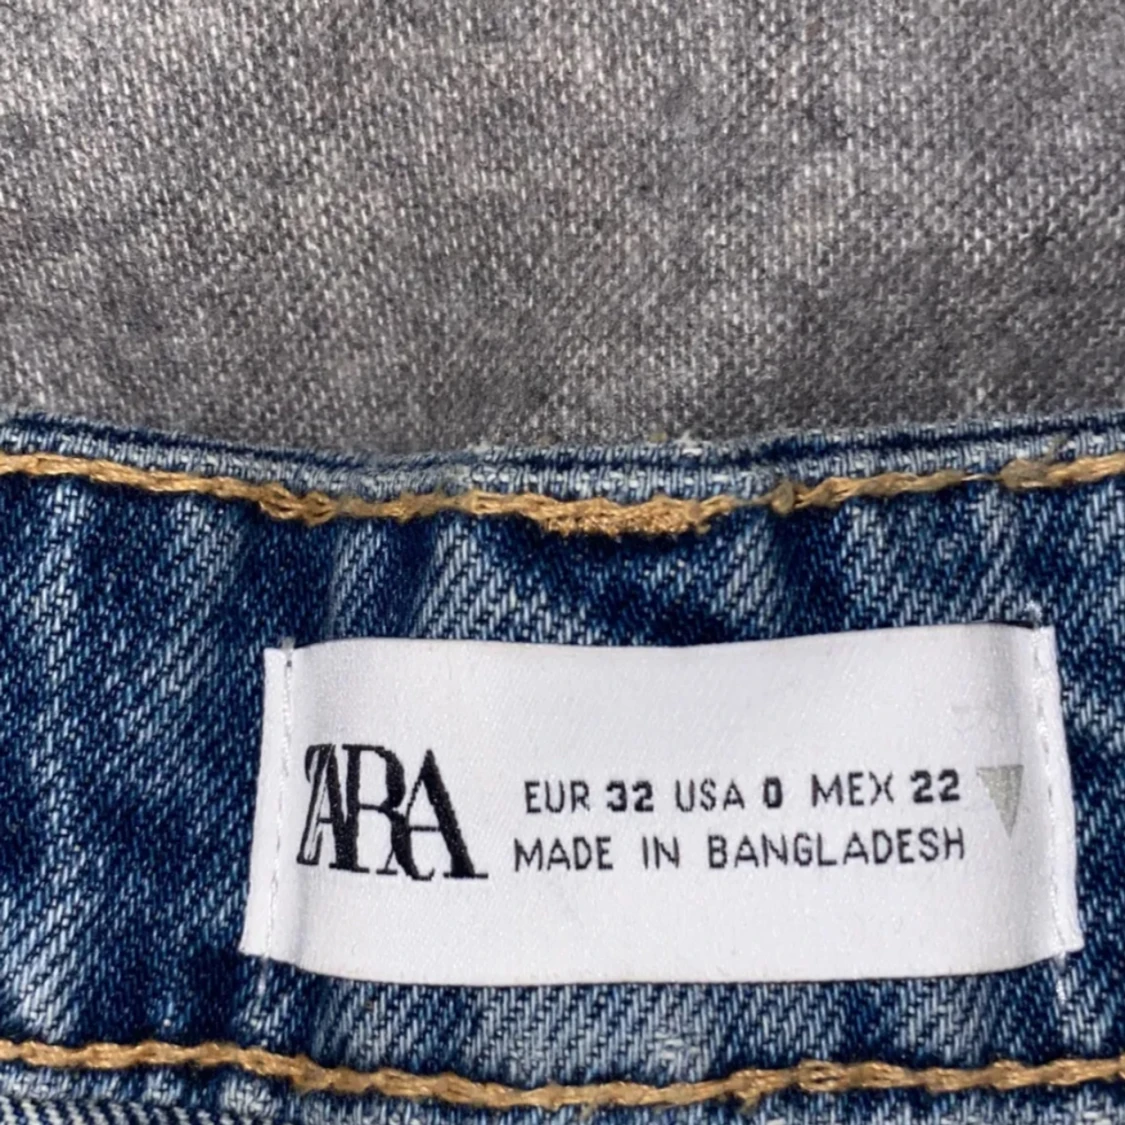 ZARA
EUR 32 USA 0 MEX 22
MADE IN BANGLADESH